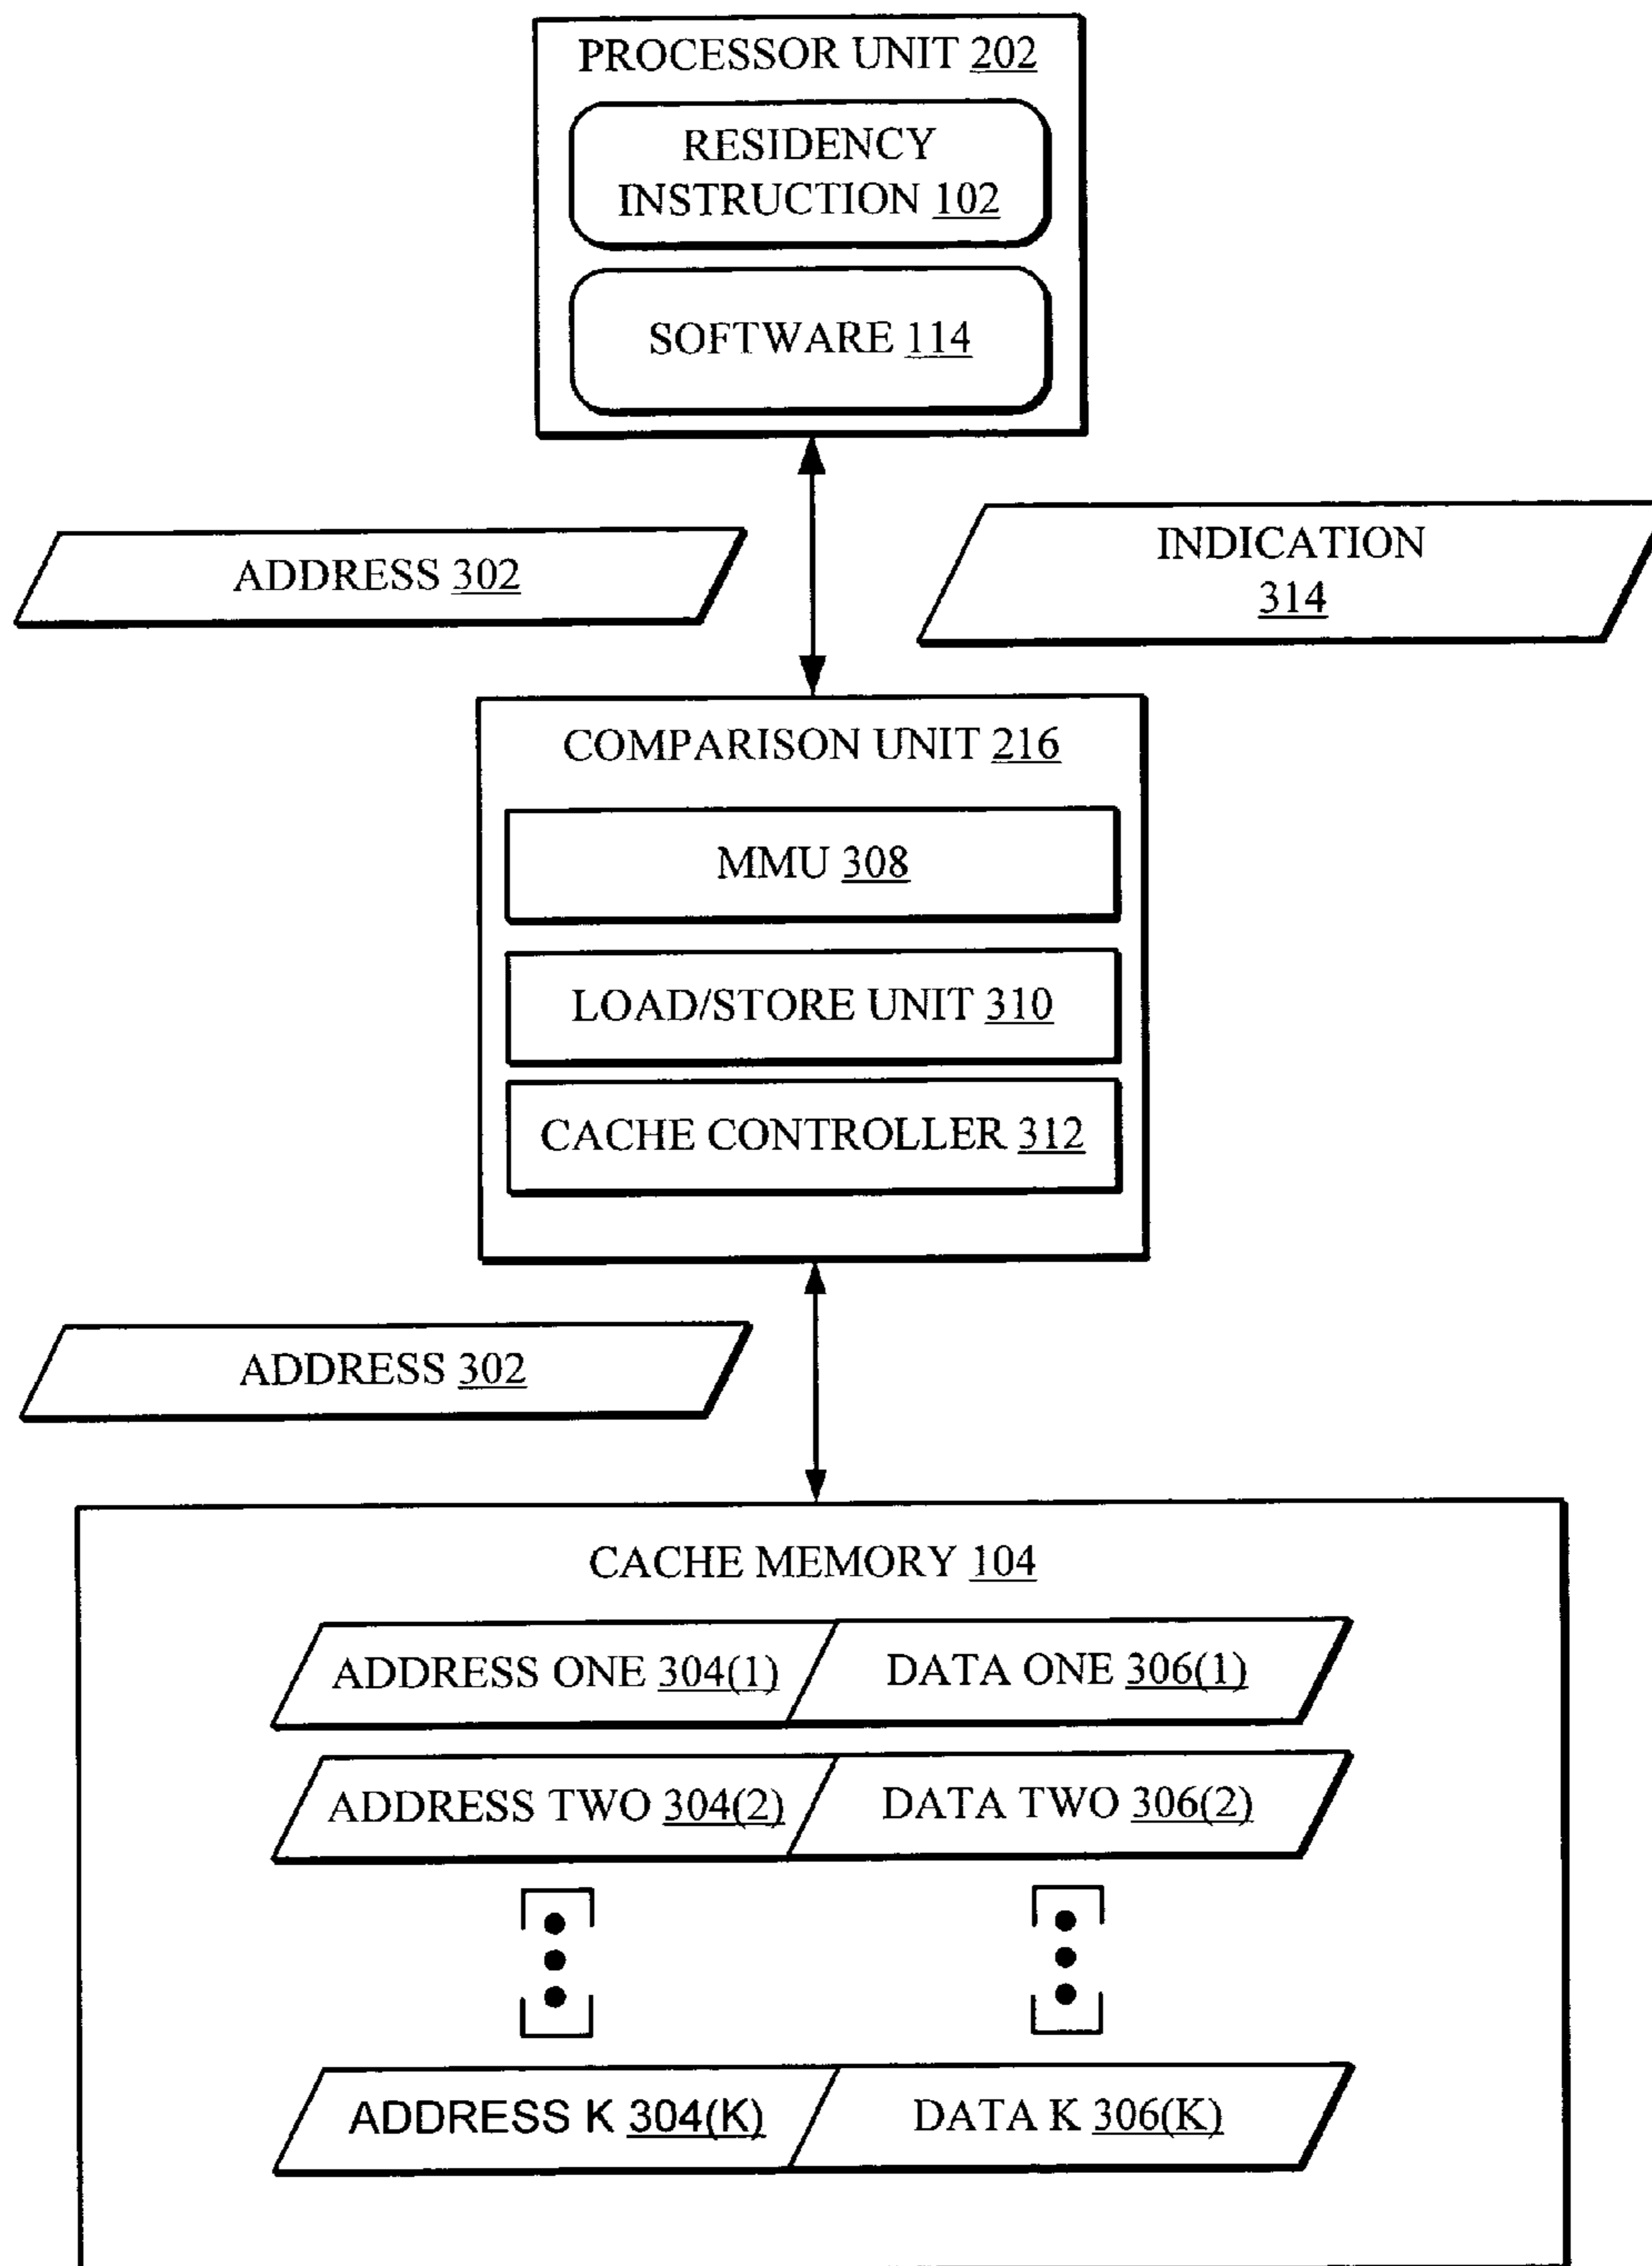 PROCESSOR UNIT 202
RESIDENCY
INSTRUCTION 102
SOFTWARE 114
ADDRESS 302
INDICATION
314
COMPARISON UNIT 216
MMU 308
LOAD/STORE UNIT 310
CACHE CONTROLLER 312
ADDRESS 302
CACHE MEMORY 104
ADDRESS ONE 304(1) DATA ONE 306(1)
ADDRESS TWO 304(2) DATA TWO 306(2)
ADDRESS K 304(K) DATA K 306(K)